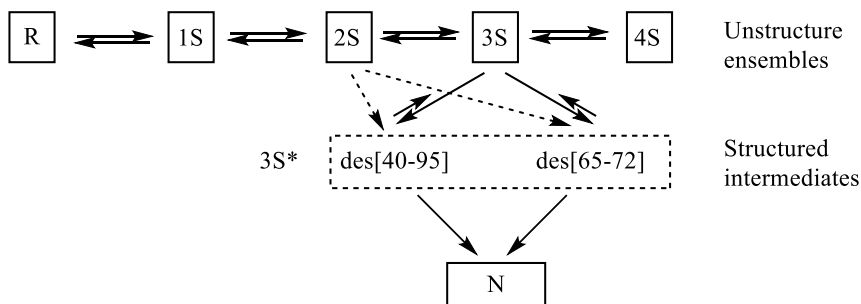 R 1S 2S 3S 4S Unstructure
ensembles
3S* des[40-95] des[65-72] Structured
intermediates
N